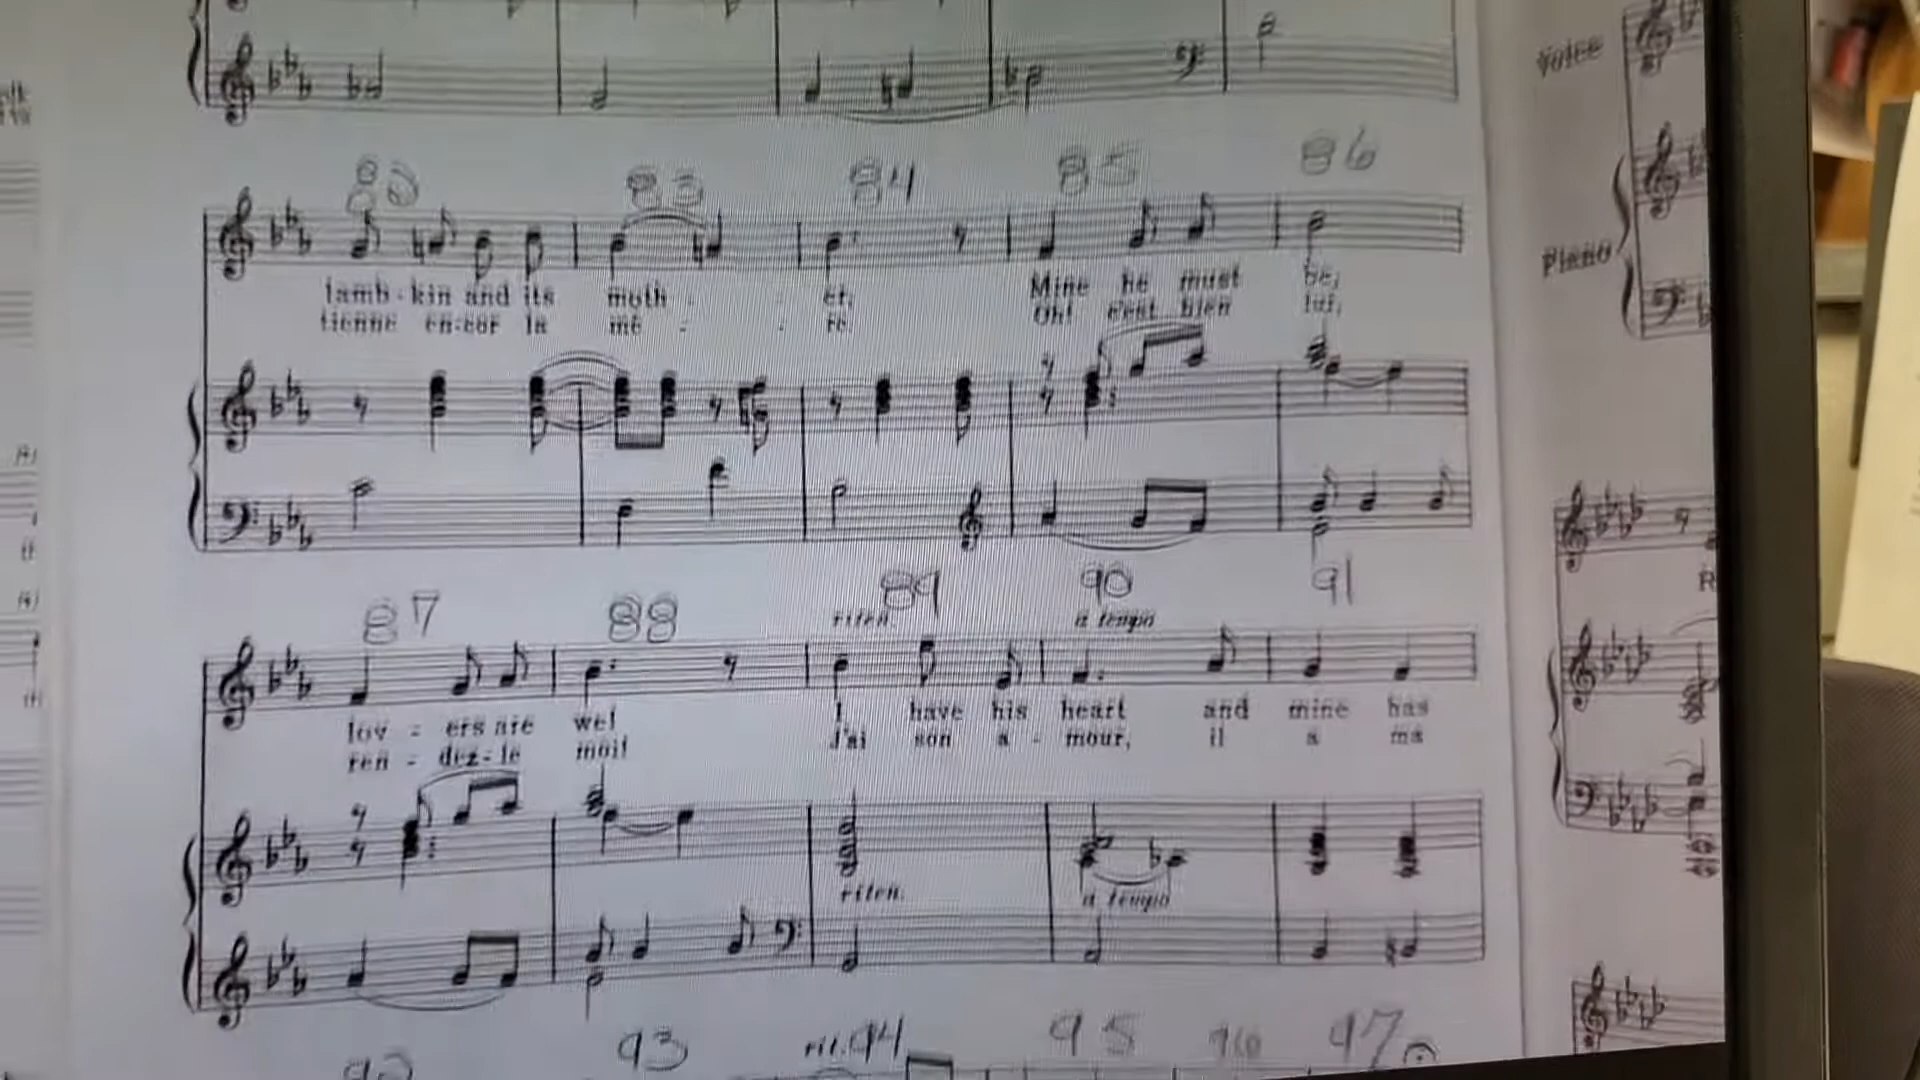 82 83 84 85 86
lamb - kin and its moth - er. Mine he must be,
tienne en-cor la mè - re. Oh! c'est bien lui,
87 88 89 90 91
riten. a tempo
lov - ers are we! I have his heart and mine has
ren - dez - le moi! J'ai son a - mour, il a ma
riten. a tempo
92 93 rit. 94 95 96 97
Voice
Piano